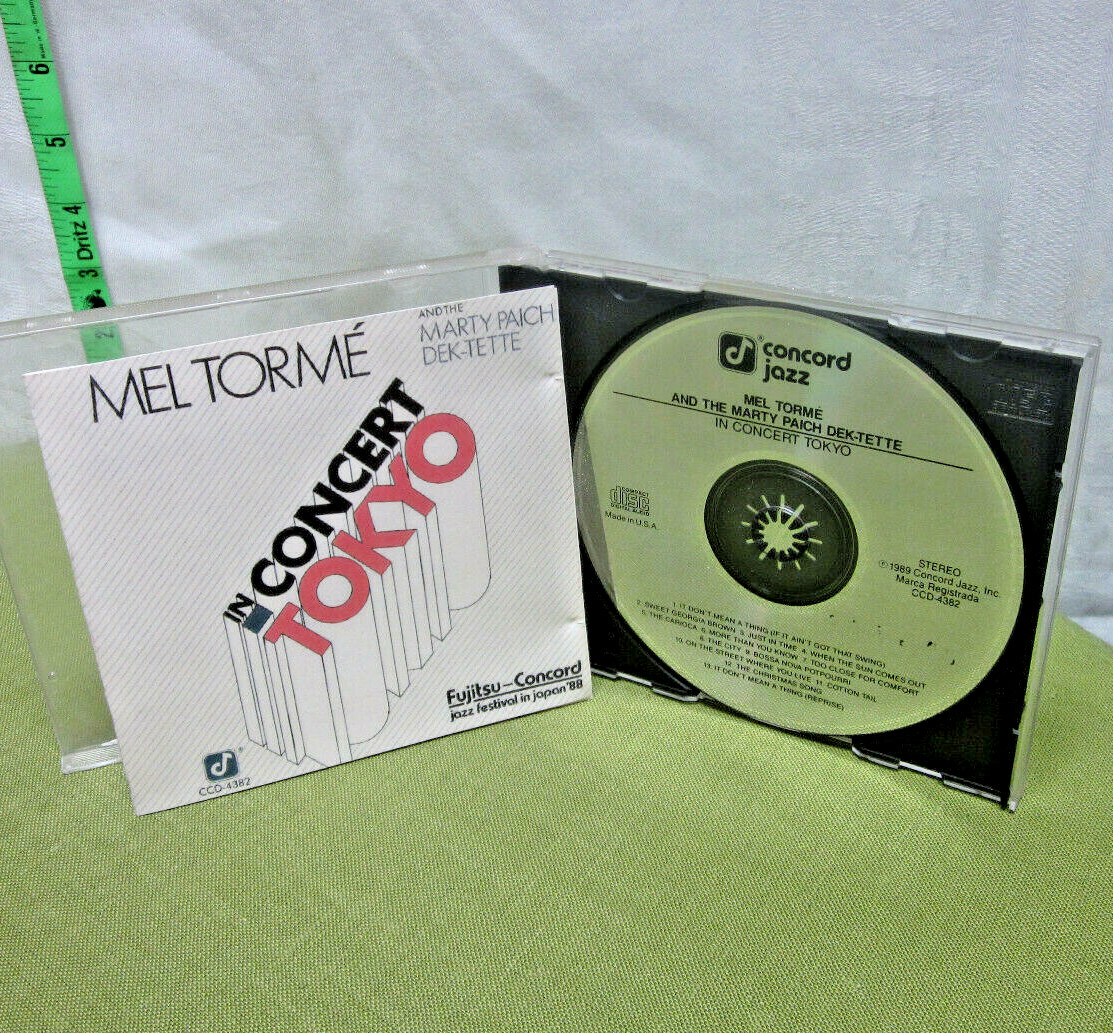 6
5
4
3 Dritz
2
MEL TORMÉ
AND THE
MARTY PAICH
DEK-TETTE
IN CONCERT
TOKYO
Fujitsu–Concord
jazz festival in japan '88
®
CCD-4382
® concord
jazz
MEL TORMÉ
AND THE MARTY PAICH DEK-TETTE
IN CONCERT TOKYO
COMPACT
disc
DIGITAL AUDIO
Made in U.S.A.
STEREO
℗ 1989 Concord Jazz, Inc.
Marca Registrada
CCD-4382
1. IT DON'T MEAN A THING (IF IT AIN'T GOT THAT SWING)
2. SWEET GEORGIA BROWN 3. JUST IN TIME 4. WHEN THE SUN COMES OUT
5. THE CARIOCA 6. MORE THAN YOU KNOW 7. TOO CLOSE FOR COMFORT
8. THE CITY 9. BOSSA NOVA POTPOURRI
10. ON THE STREET WHERE YOU LIVE 11. COTTON TAIL
12. THE CHRISTMAS SONG
13. IT DON'T MEAN A THING (REPRISE)